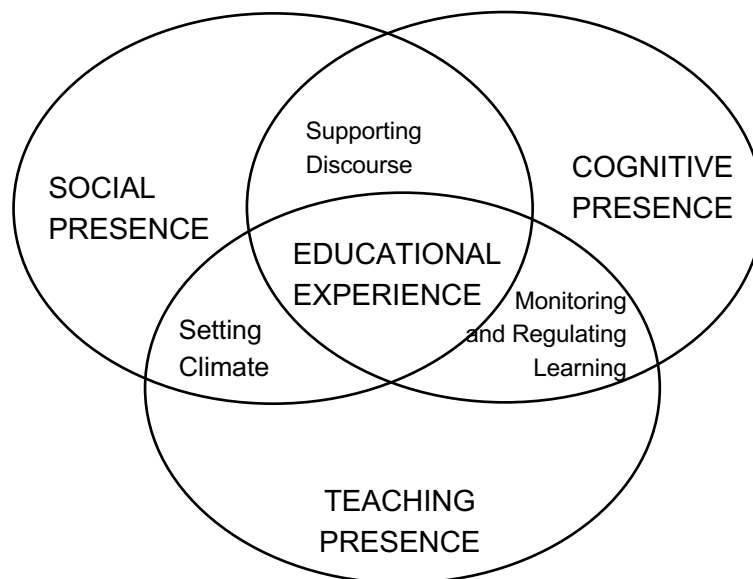 Supporting
Discourse
SOCIAL
PRESENCE
COGNITIVE
PRESENCE
EDUCATIONAL
EXPERIENCE
Setting
Climate
Monitoring
and Regulating
Learning
TEACHING
PRESENCE